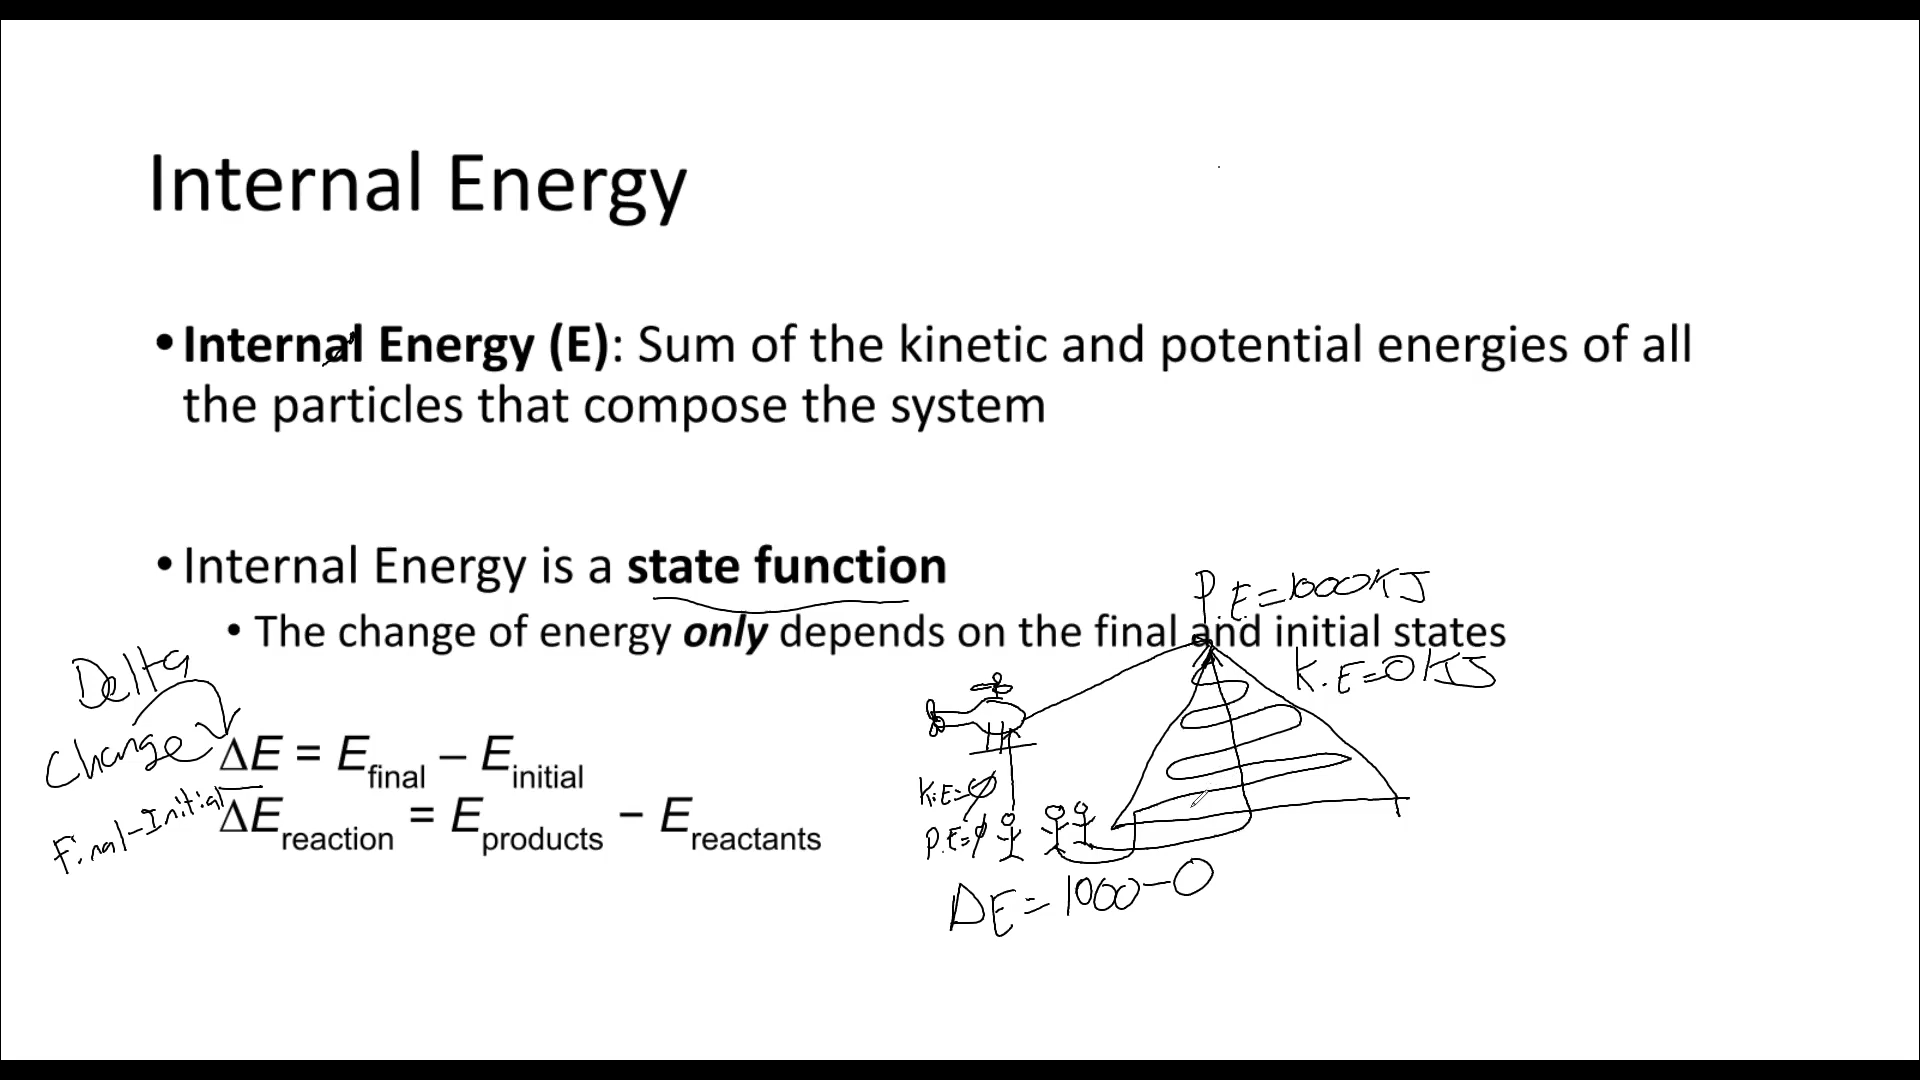 Internal Energy
• Internal Energy (E): Sum of the kinetic and potential energies of all
the particles that compose the system
• Internal Energy is a state function
• The change of energy only depends on the final and initial states
P.E=1000KJ
K.E=0KJ
Delta
Change
Final-Initial
ΔE = Efinal – Einitial
ΔEreaction = Eproducts − Ereactants
K.E=0
P.E=0
ΔE=1000-0